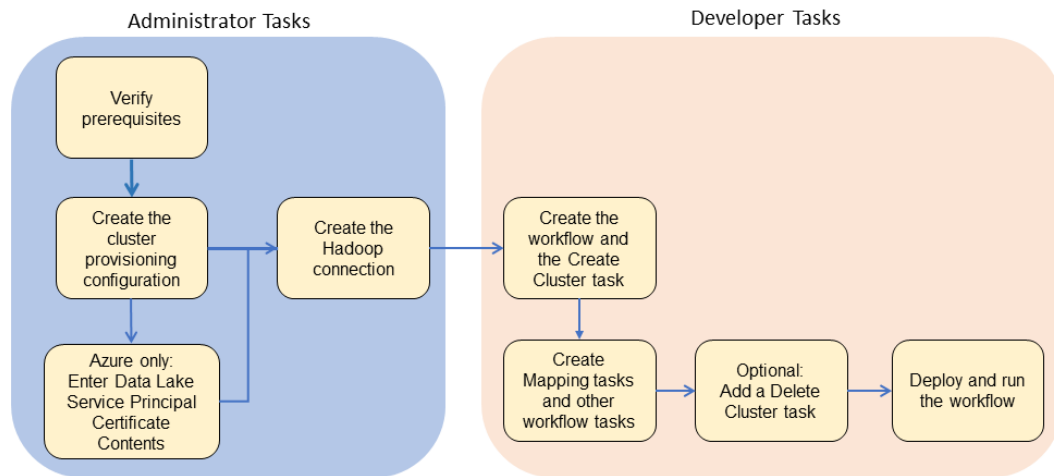 Administrator Tasks
Developer Tasks
Verify
prerequisites
Create the
cluster
provisioning
configuration
Create the
Hadoop
connection
Azure only:
Enter Data Lake
Service Principal
Certificate
Contents
Create the
workflow and
the Create
Cluster task
Create
Mapping tasks
and other
workflow tasks
Optional:
Add a Delete
Cluster task
Deploy and run
the workflow